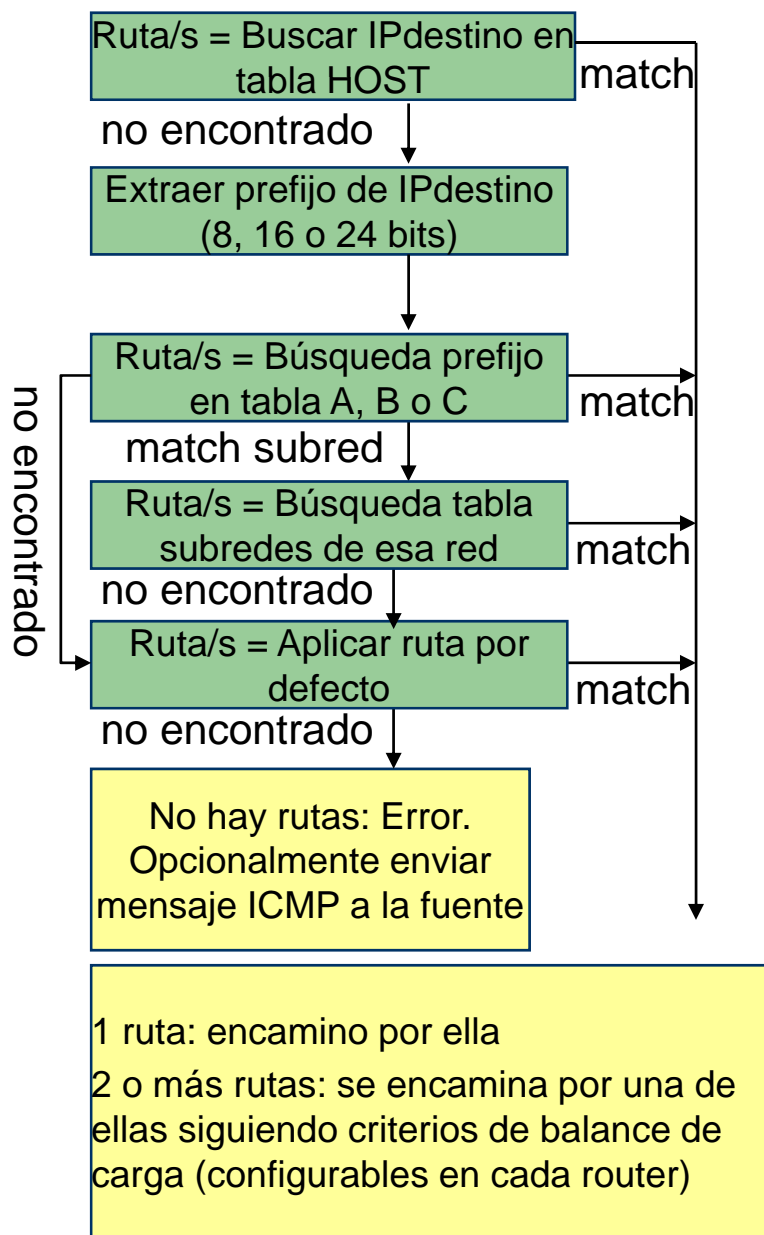 Ruta/s = Buscar IPdestino en
tabla HOST
match
no encontrado
Extraer prefijo de IPdestino
(8, 16 o 24 bits)
Ruta/s = Búsqueda prefijo
en tabla A, B o C
match
no encontrado
match subred
Ruta/s = Búsqueda tabla
subredes de esa red
match
no encontrado
Ruta/s = Aplicar ruta por
defecto
match
no encontrado
No hay rutas: Error.
Opcionalmente enviar
mensaje ICMP a la fuente
1 ruta: encamino por ella
2 o más rutas: se encamina por una de
ellas siguiendo criterios de balance de
carga (configurables en cada router)